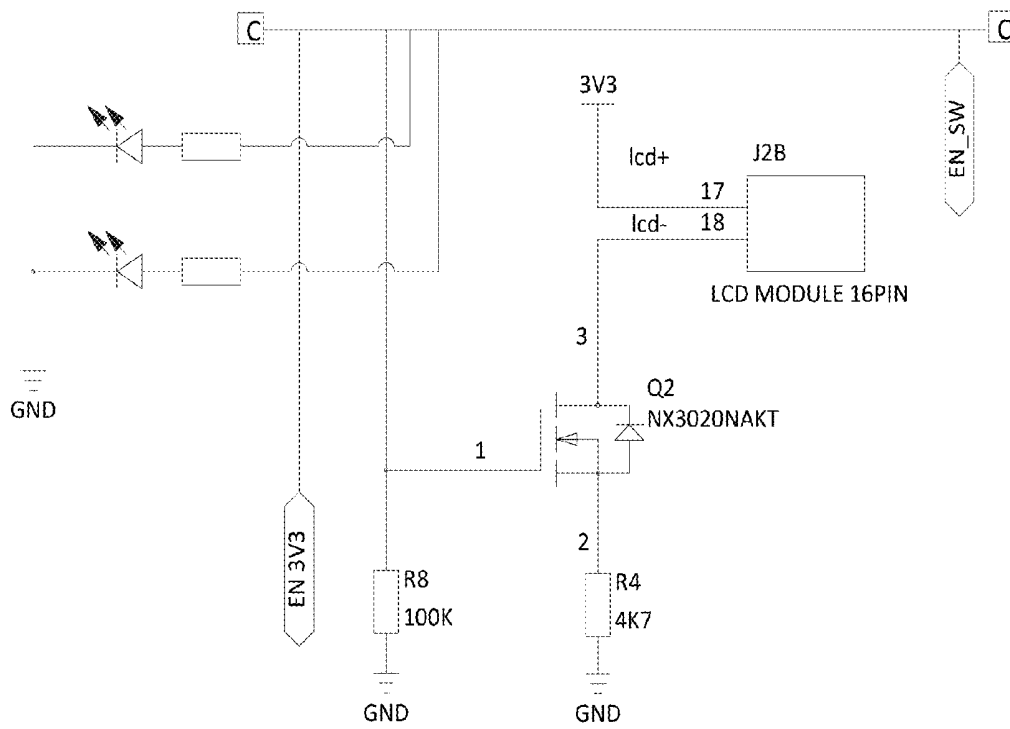 C
C
3V3
EN_SW
lcd+
J2B
17
lcd-
18
LCD MODULE 16PIN
3
GND
Q2
NX3020NAKT
1
EN 3V3
2
R8
100K
R4
4K7
GND
GND